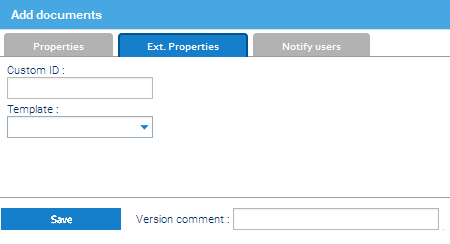 Add documents
Properties Ext. Properties Notify users
Custom ID :
Template :
Save Version comment :